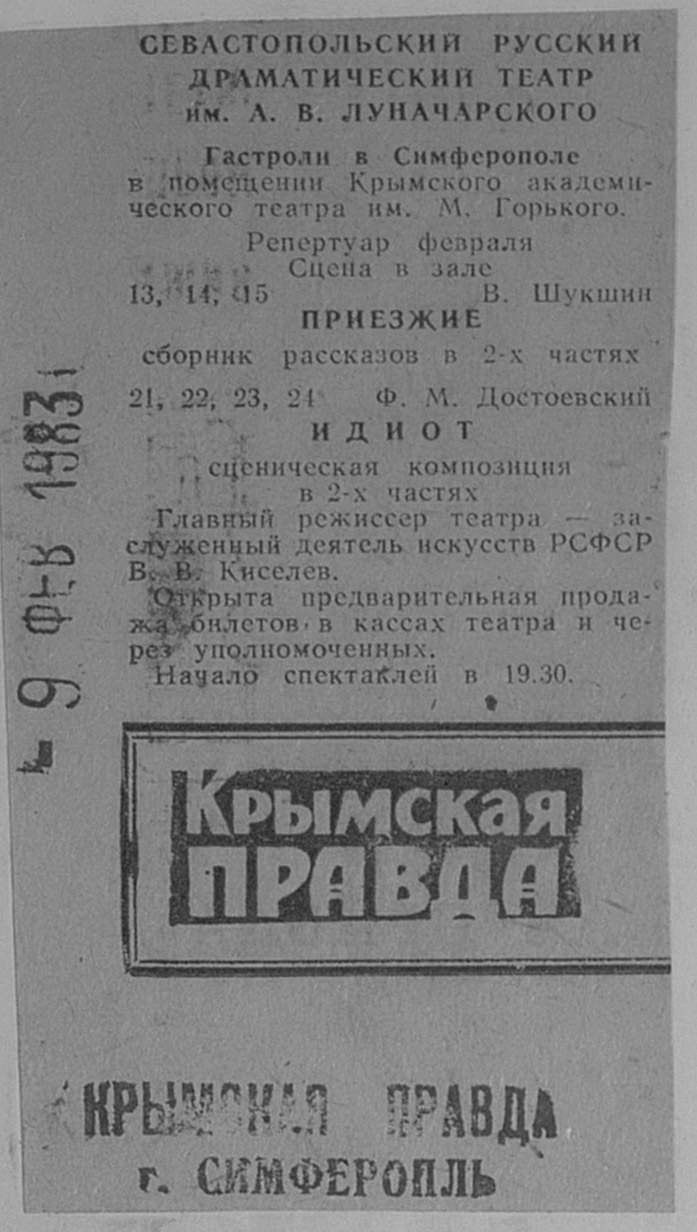 СЕВАСТОПОЛЬСКИЙ РУССКИЙ
ДРАМАТИЧЕСКИЙ ТЕАТР
им. А. В. ЛУНАЧАРСКОГО
Гастроли в Симферополе
в помещении Крымского академи-
ческого театра им. М. Горького.
Репертуар февраля
Сцена в зале
13, 14, 15 В. Шукшин
ПРИЕЗЖИЕ
сборник рассказов в 2-х частях
21, 22, 23, 24 Ф. М. Достоевский
ИДИОТ
сценическая композиция
в 2-х частях
Главный режиссер театра — за-
служенный деятель искусств РСФСР
В. В. Киселев.
Открыта предварительная прода-
жа билетов в кассах театра и че-
рез уполномоченных.
Начало спектаклей в 19.30.
9 ФЕВ 1983
Крымская
ПРАВДА
КРЫМСКАЯ ПРАВДА
г. СИМФЕРОПЛЬ